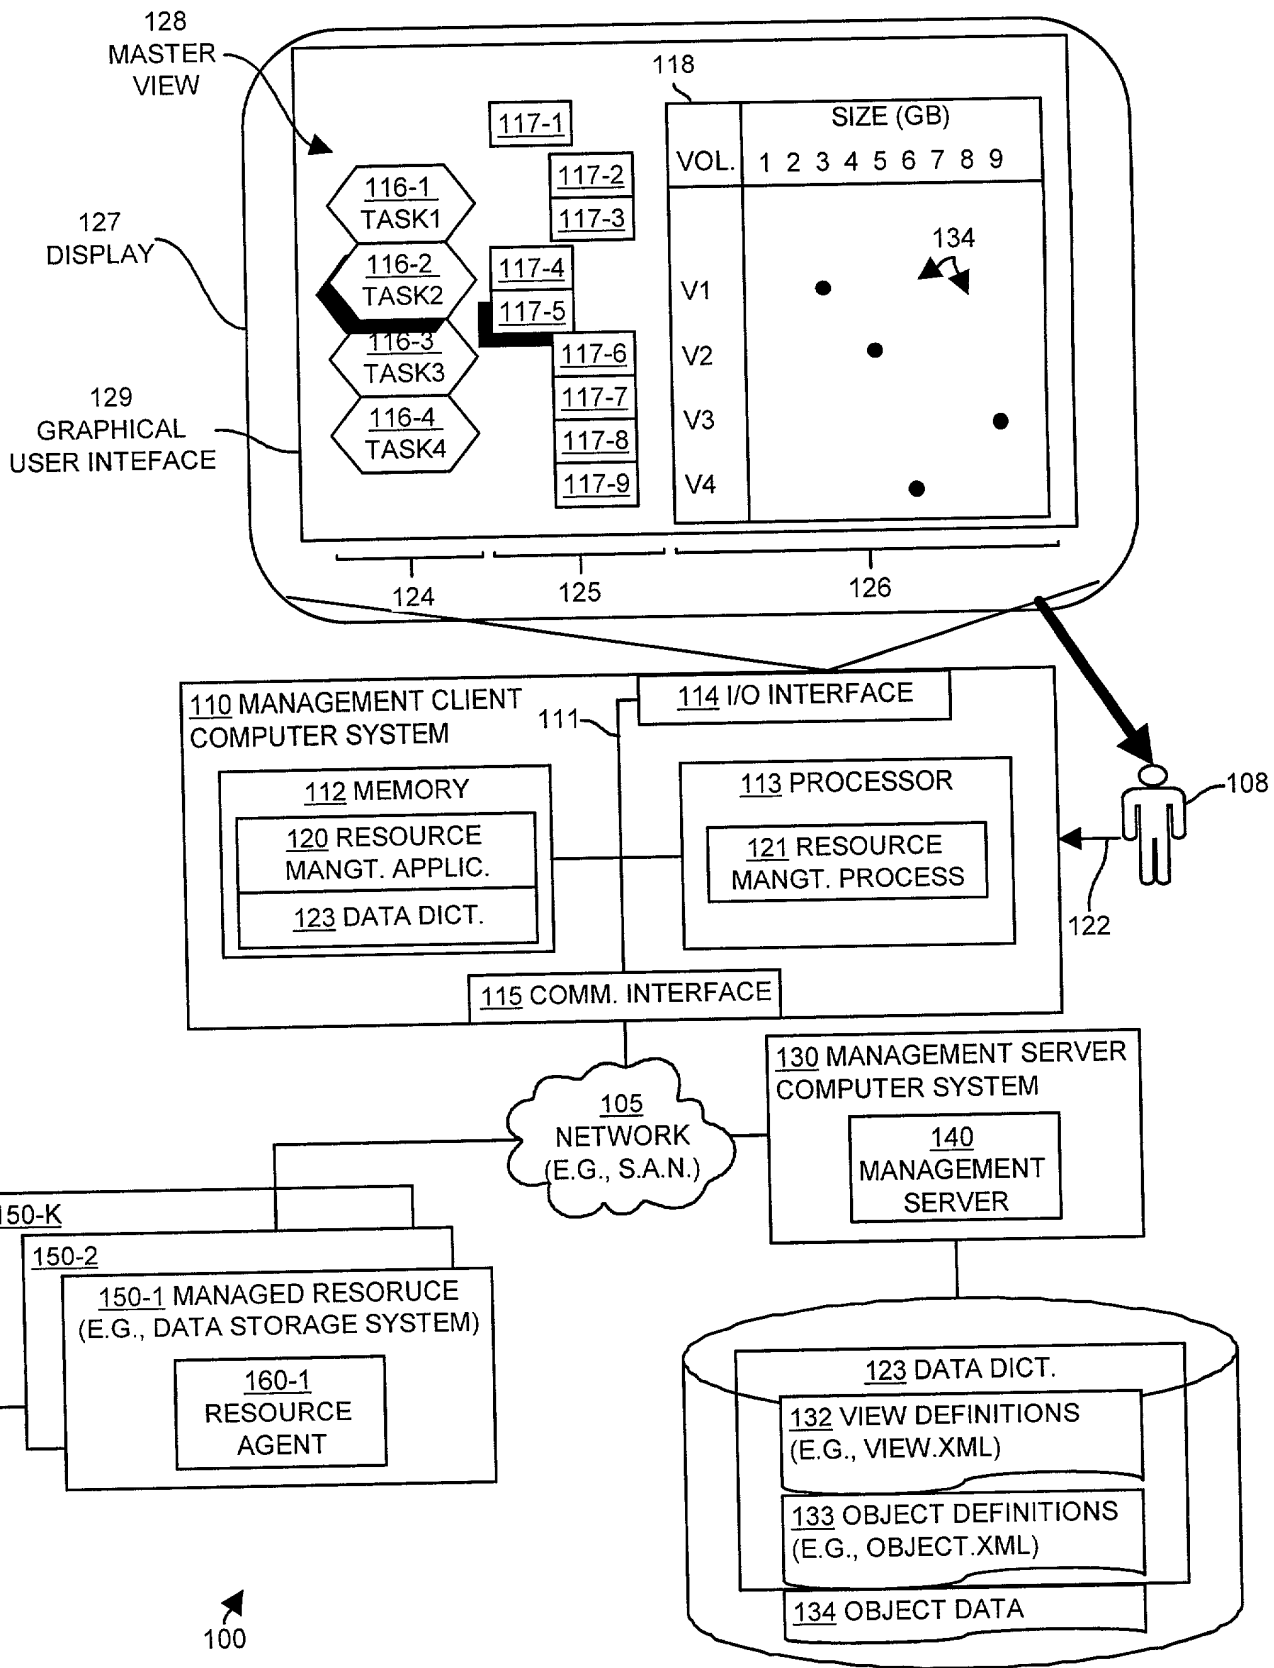 128
MASTER
VIEW
127
DISPLAY
129
GRAPHICAL
USER INTEFACE
116-1
TASK1
116-2
TASK2
116-3
TASK3
116-4
TASK4
117-1
117-2
117-3
117-4
117-5
117-6
117-7
117-8
117-9
118
SIZE (GB)
VOL. 1 2 3 4 5 6 7 8 9
134
V1
V2
V3
V4
124
125
126
110 MANAGEMENT CLIENT
COMPUTER SYSTEM
111
114 I/O INTERFACE
112 MEMORY
120 RESOURCE
MANGT. APPLIC.
123 DATA DICT.
113 PROCESSOR
121 RESOURCE
MANGT. PROCESS
108
122
115 COMM. INTERFACE
105
NETWORK
(E.G., S.A.N.)
130 MANAGEMENT SERVER
COMPUTER SYSTEM
140
MANAGEMENT
SERVER
150-K
150-2
150-1 MANAGED RESORUCE
(E.G., DATA STORAGE SYSTEM)
160-1
RESOURCE
AGENT
123 DATA DICT.
132 VIEW DEFINITIONS
(E.G., VIEW.XML)
133 OBJECT DEFINITIONS
(E.G., OBJECT.XML)
134 OBJECT DATA
100